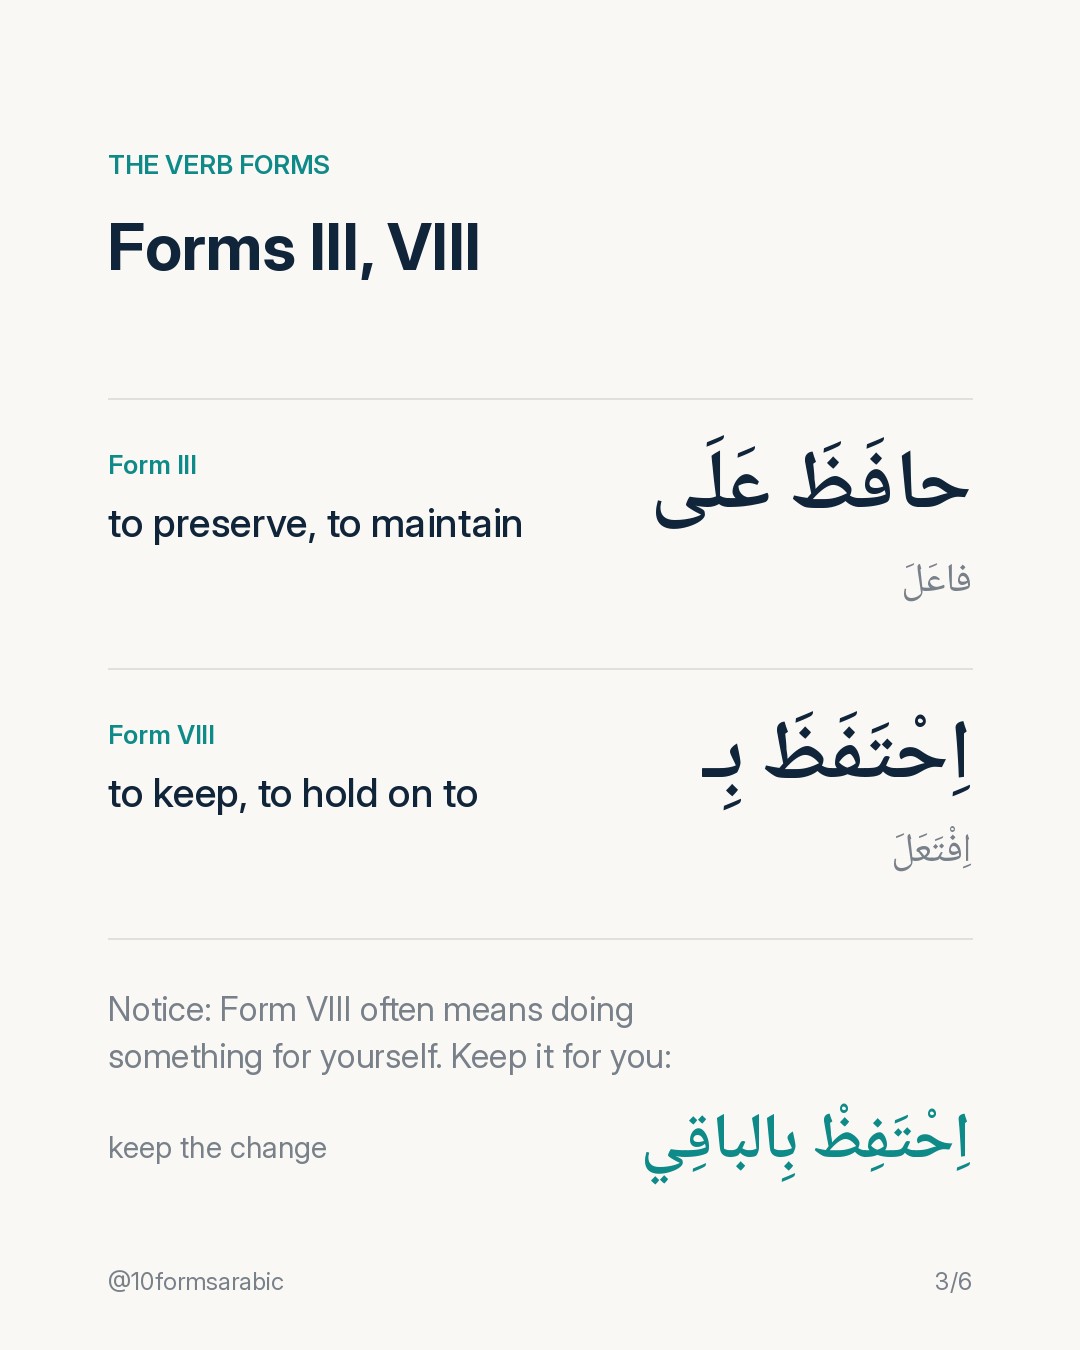 THE VERB FORMS
Forms III, VIII
Form III
to preserve, to maintain
حافَظَ عَلَى
فاعَلَ
Form VIII
to keep, to hold on to
اِحْتَفَظَ بِـ
اِفْتَعَلَ
Notice: Form VIII often means doing
something for yourself. Keep it for you:
keep the change
اِحْتَفِظْ بِالباقِي
@10formsarabic
3/6